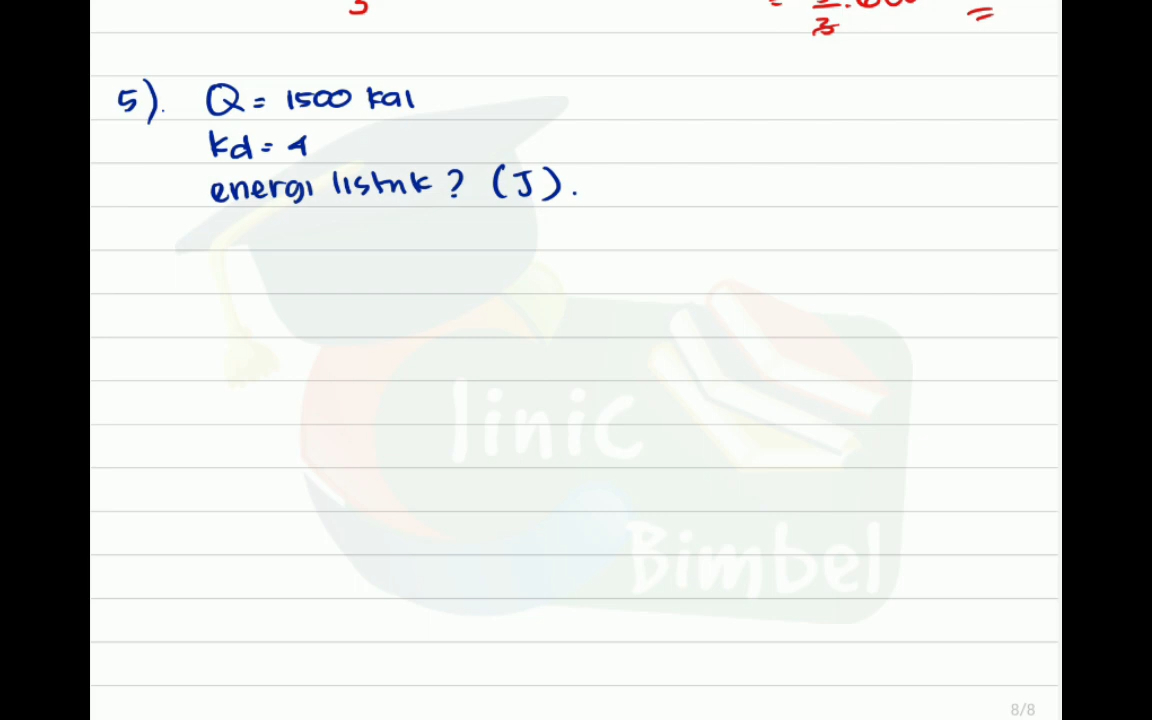 5). Q = 1500 kal
kd = 4
energi listrik ? (J).
linic
Bimbel
8/8